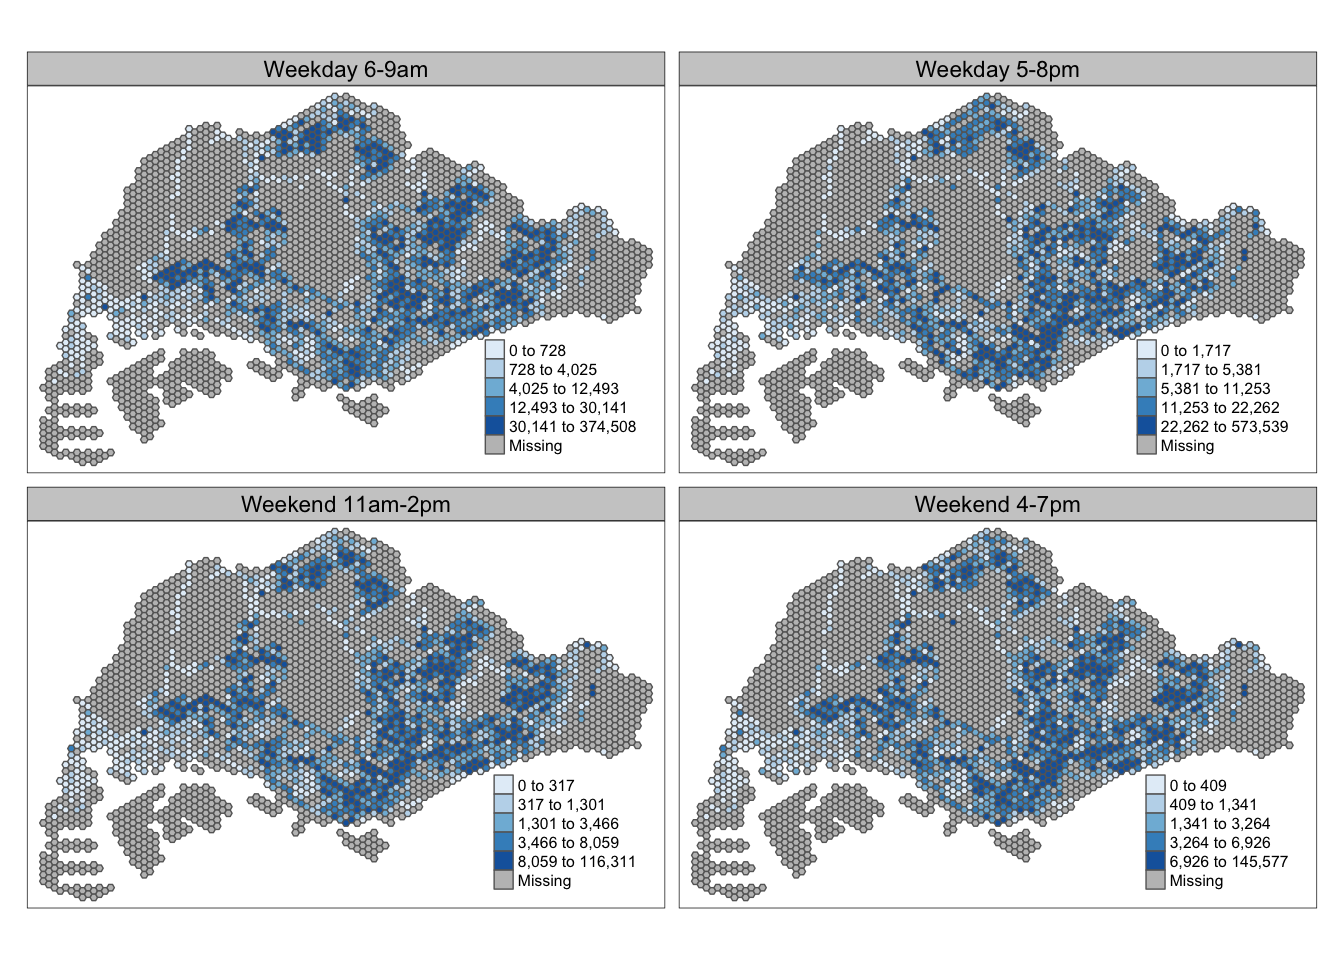 Weekday 6-9am
0 to 728
728 to 4,025
4,025 to 12,493
12,493 to 30,141
30,141 to 374,508
Missing
Weekday 5-8pm
0 to 1,717
1,717 to 5,381
5,381 to 11,253
11,253 to 22,262
22,262 to 573,539
Missing
Weekend 11am-2pm
0 to 317
317 to 1,301
1,301 to 3,466
3,466 to 8,059
8,059 to 116,311
Missing
Weekend 4-7pm
0 to 409
409 to 1,341
1,341 to 3,264
3,264 to 6,926
6,926 to 145,577
Missing